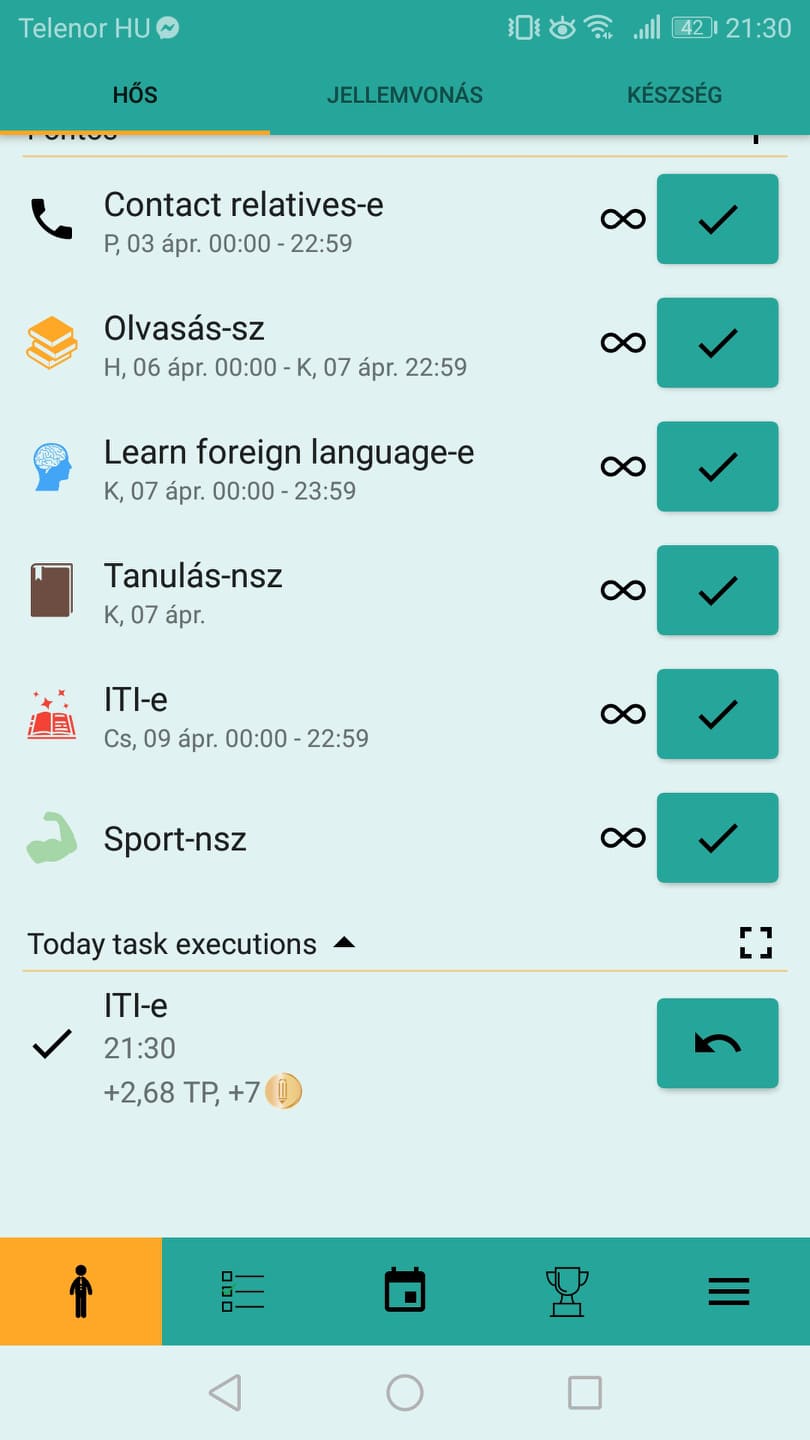 Telenor HU
42 21:30
HŐS JELLEMVONÁS KÉSZSÉG
Contact relatives-e
P, 03 ápr. 00:00 - 22:59
Olvasás-sz
H, 06 ápr. 00:00 - K, 07 ápr. 22:59
Learn foreign language-e
K, 07 ápr. 00:00 - 23:59
Tanulás-nsz
K, 07 ápr.
ITI-e
Cs, 09 ápr. 00:00 - 22:59
Sport-nsz
Today task executions
ITI-e
21:30
+2,68 TP, +7